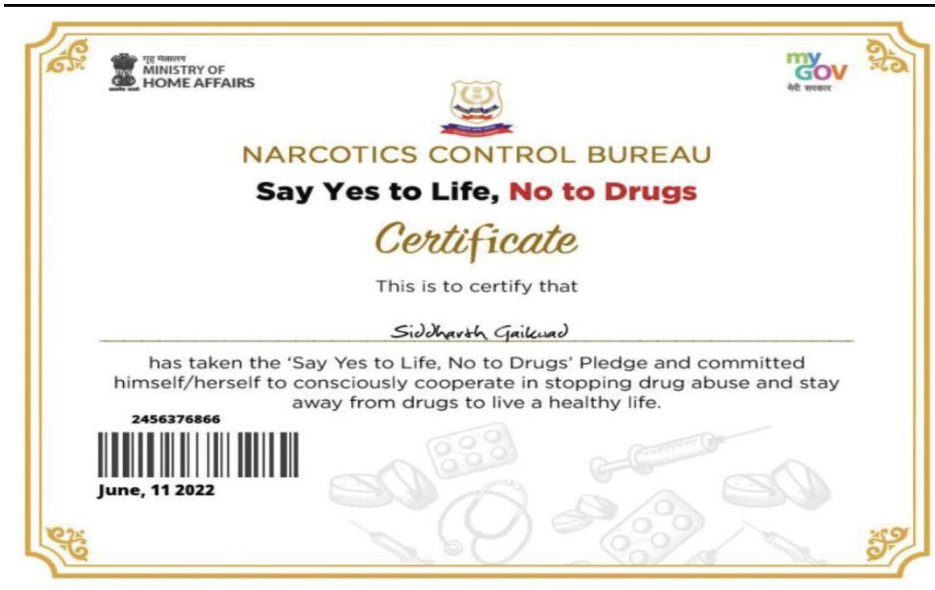 गृह मंत्रालय
MINISTRY OF
HOME AFFAIRS
my
GOV
मेरी सरकार
NARCOTICS CONTROL BUREAU
Say Yes to Life, No to Drugs
Certificate
This is to certify that
Siddharth Gaikwad
has taken the 'Say Yes to Life, No to Drugs' Pledge and committed
himself/herself to consciously cooperate in stopping drug abuse and stay
away from drugs to live a healthy life.
2456376866
June, 11 2022